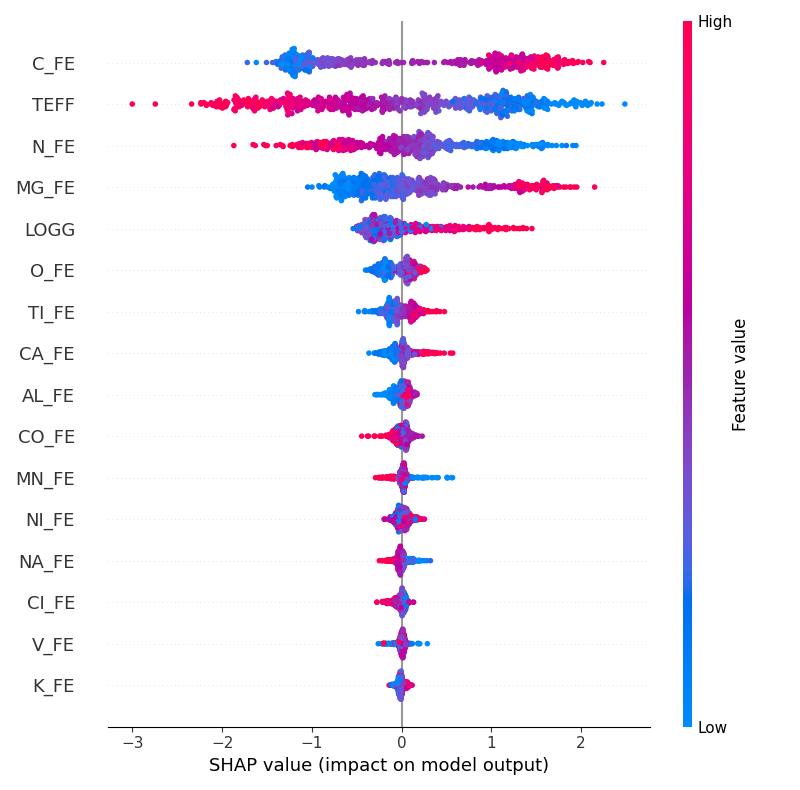 High
C_FE
TEFF
N_FE
MG_FE
LOGG
O_FE
TI_FE
CA_FE
AL_FE
CO_FE
MN_FE
NI_FE
NA_FE
CI_FE
V_FE
K_FE
Low
Feature value
−3 −2 −1 0 1 2
SHAP value (impact on model output)